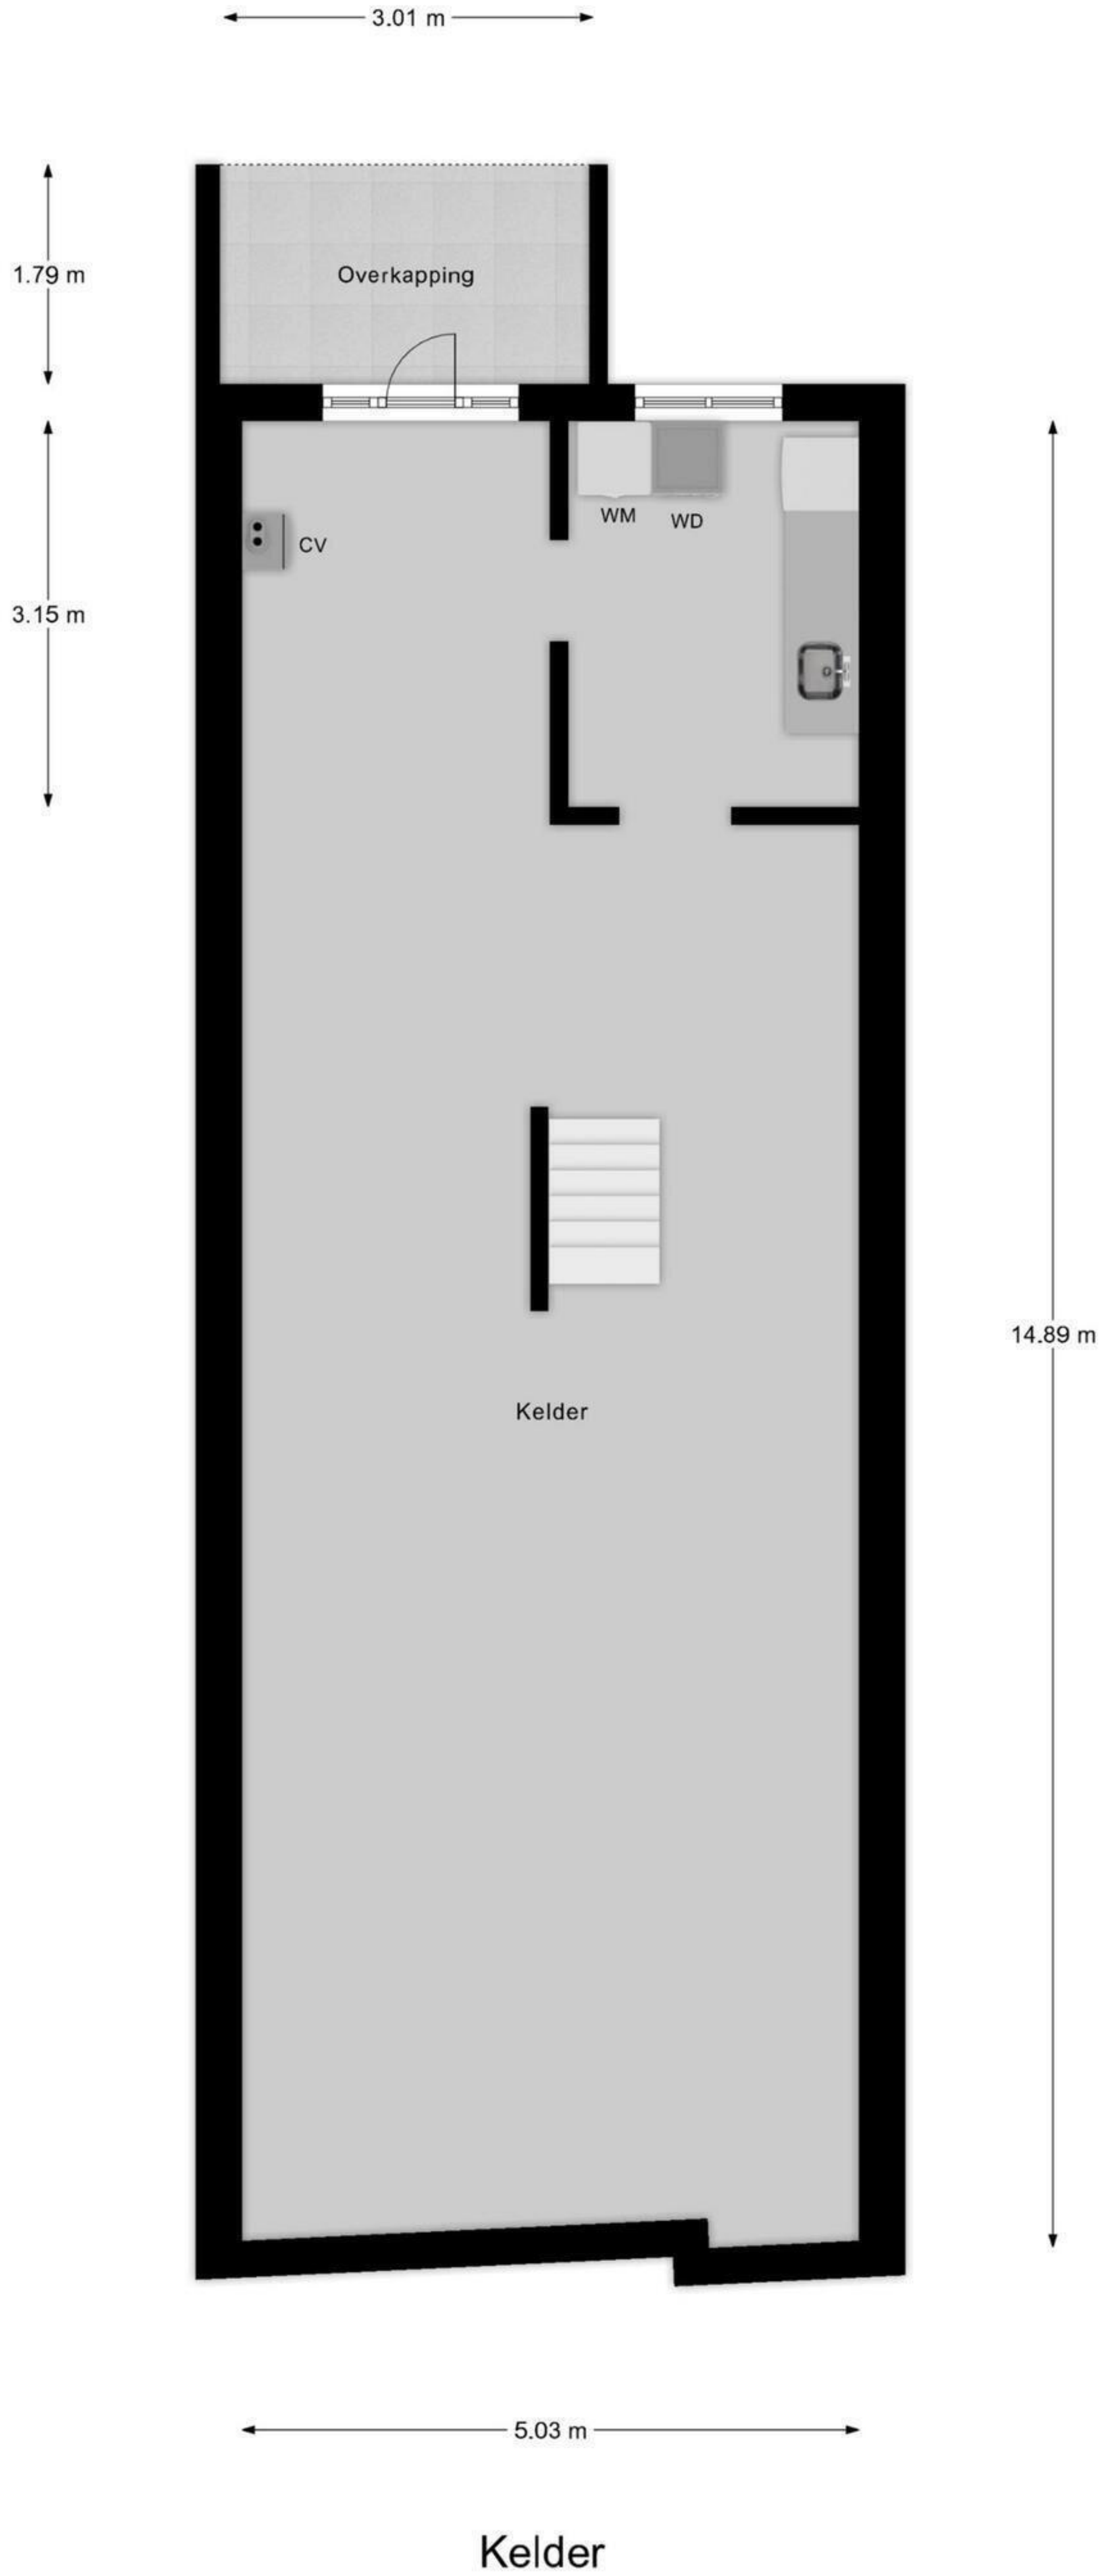 3.01 m
1.79 m
Overkapping
WM
WD
CV
3.15 m
14.89 m
Kelder
5.03 m
Kelder